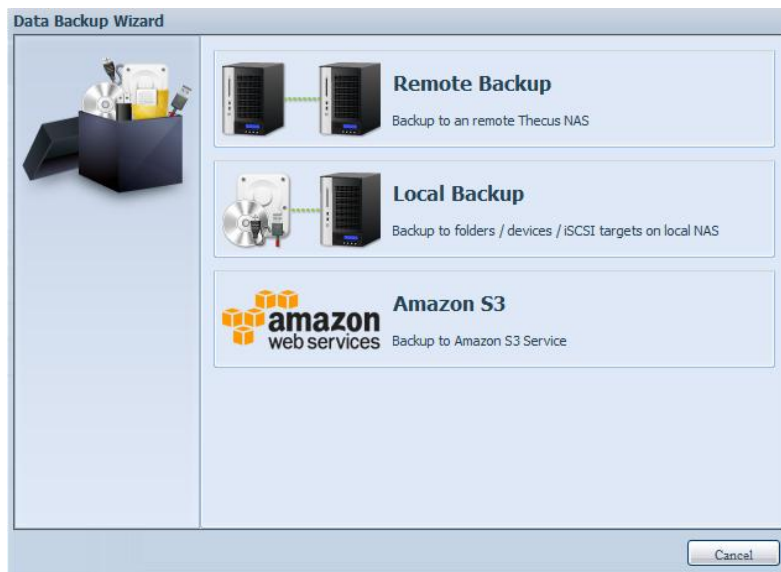 Data Backup Wizard
Remote Backup
Backup to an remote Thecus NAS
Local Backup
Backup to folders / devices / iSCSI targets on local NAS
amazon
web services
Amazon S3
Backup to Amazon S3 Service
Cancel